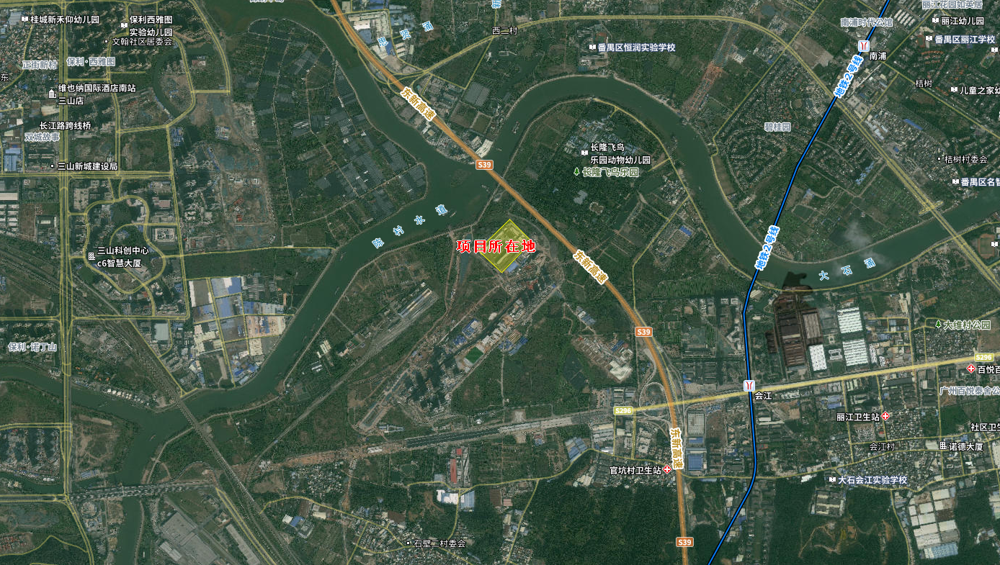 桂城新禾仰幼儿园
保利西雅图
实验幼儿园
文翰社区居委会
正街新村
保利·西雅图
东
维也纳国际酒店南站
三山店
长江路跨线桥
双城故事
三山新城建设局
三山科创中心
c6智慧大厦
保利·诺丁山
西二村
番禺区恒润实验学校
东新高速
S39
陈村水道
项目所在地
长隆飞鸟
乐园动物幼儿园
长隆飞鸟乐园
东新高速
S39
S296
东新高速
官坑村卫生站
S39
石壁二村委会
丽江花园如英居
丽江幼儿园
南浦时代公馆
番禺区丽江学校
南浦
地铁2号线
桔树
儿童之家幼
碧桂园
桔树村委会
番禺区名智
地铁2号线
大石涌
大维村公园
S296
百悦百
会江
广州百悦泰舍公
丽江卫生站
社区卫生
会江村
诺德大厦
大石会江实验学校